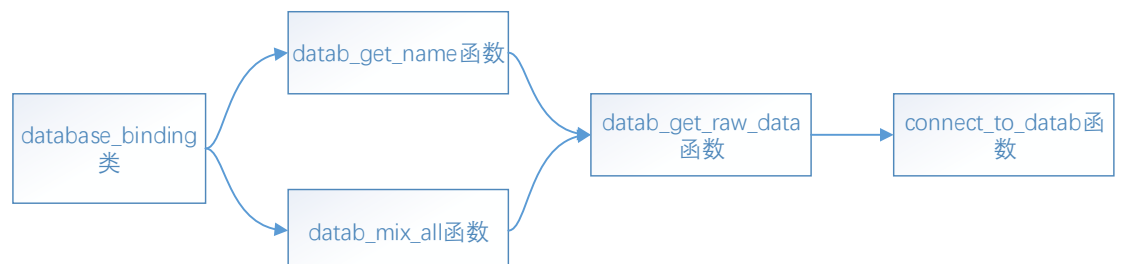 datab_get_name函数
database_binding
类
datab_get_raw_data
函数
connect_to_datab函
数
datab_mix_all函数